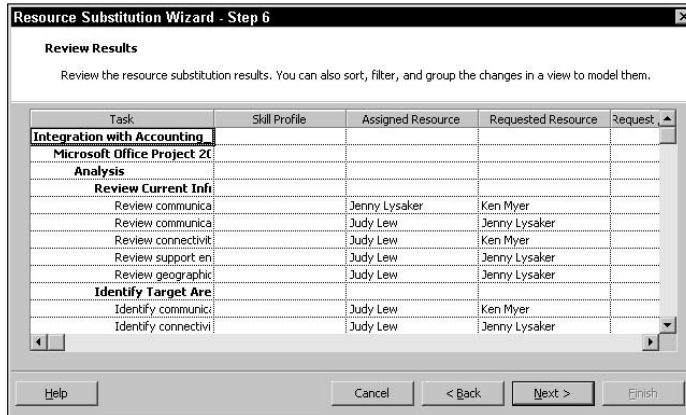 Resource Substitution Wizard - Step 6
Review Results
Review the resource substitution results. You can also sort, filter, and group the changes in a view to model them.
Task Skill Profile Assigned Resource Requested Resource Request
Integration with Accounting_
Microsoft Office Project 20
Analysis
Review Current Infr
Review communica Jenny Lysaker Ken Myer
Review communica Judy Lew Jenny Lysaker
Review connectivit Judy Lew Ken Myer
Review support en Judy Lew Jenny Lysaker
Review geographic Judy Lew Jenny Lysaker
Identify Target Are
Identify communica Judy Lew Ken Myer
Identify connectivi Judy Lew Jenny Lysaker
Help Cancel < Back Next > Finish